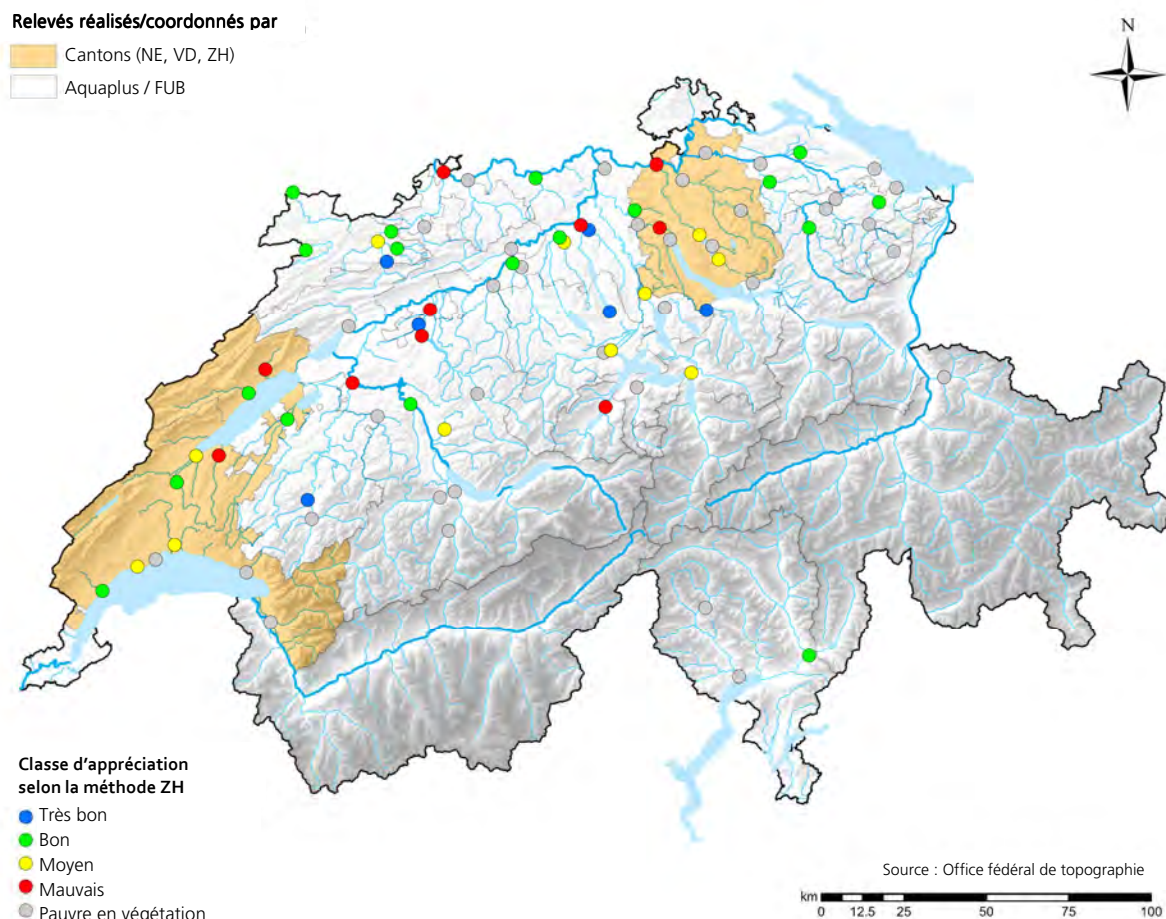 Relevés réalisés/coordonnés par
Cantons (NE, VD, ZH)
Aquaplus / FUB
N
Classe d'appréciation
selon la méthode ZH
Très bon
Bon
Moyen
Mauvais
Pauvre en végétation
Source : Office fédéral de topographie
km
0 12.5 25 50 75 100